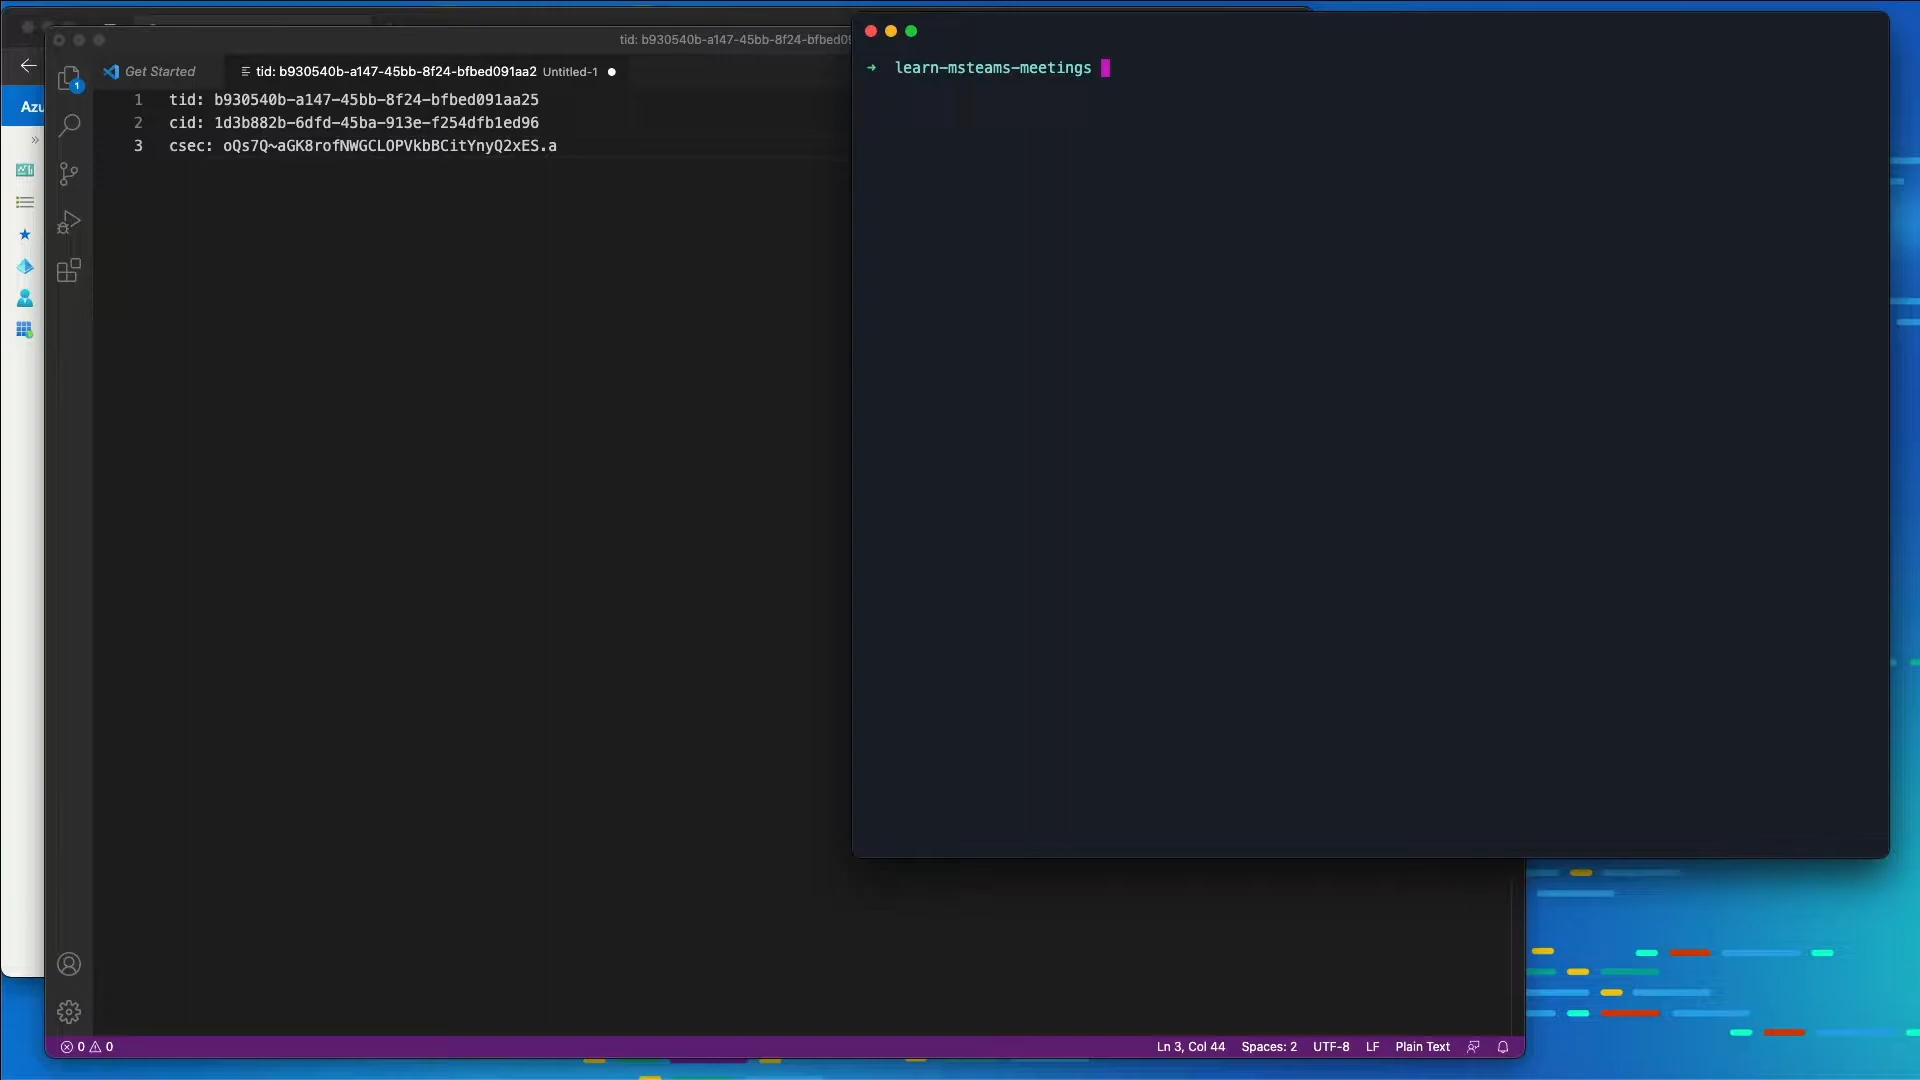 tid: b930540b-a147-45bb-8f24-bfbed09
Azu
Get Started
tid: b930540b-a147-45bb-8f24-bfbed091aa2 Untitled-1
1 tid: b930540b-a147-45bb-8f24-bfbed091aa25
2 cid: 1d3b882b-6dfd-45ba-913e-f254dfb1ed96
3 csec: oQs7Q~aGK8rofNWGCLOPVkbBCitYnyQ2xES.a
1
→ learn-msteams-meetings
0 0
Ln 3, Col 44 Spaces: 2 UTF-8 LF Plain Text